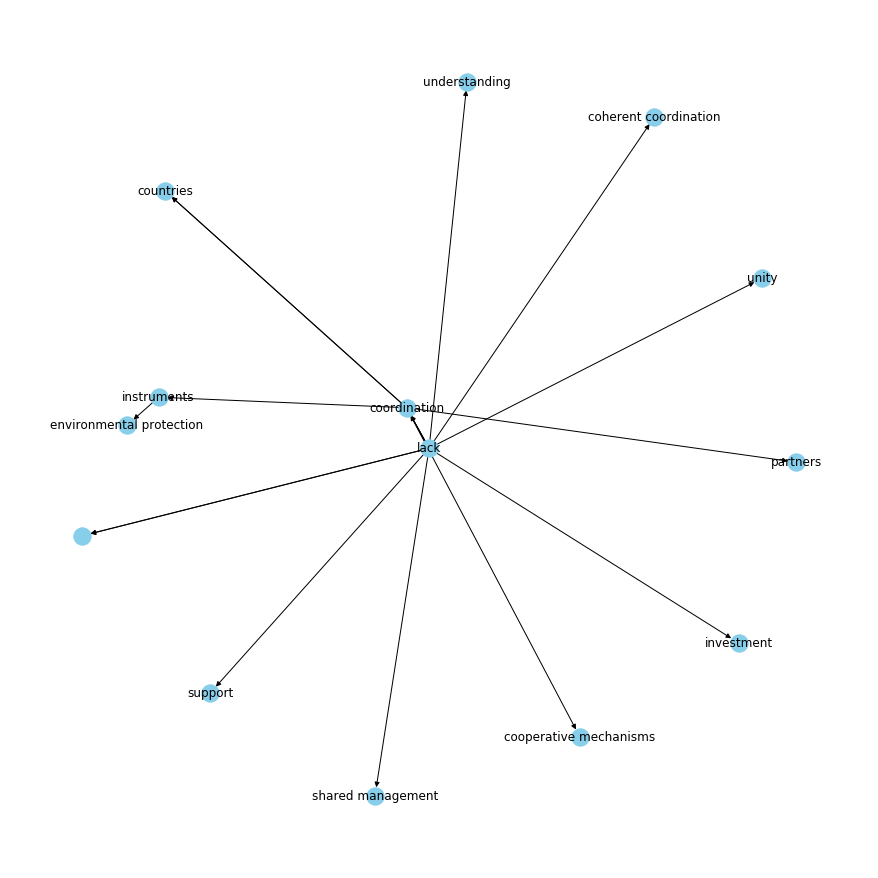 understanding
coherent coordination
countries
unity
instruments
coordination
environmental protection
lack
partners
investment
support
cooperative mechanisms
shared management